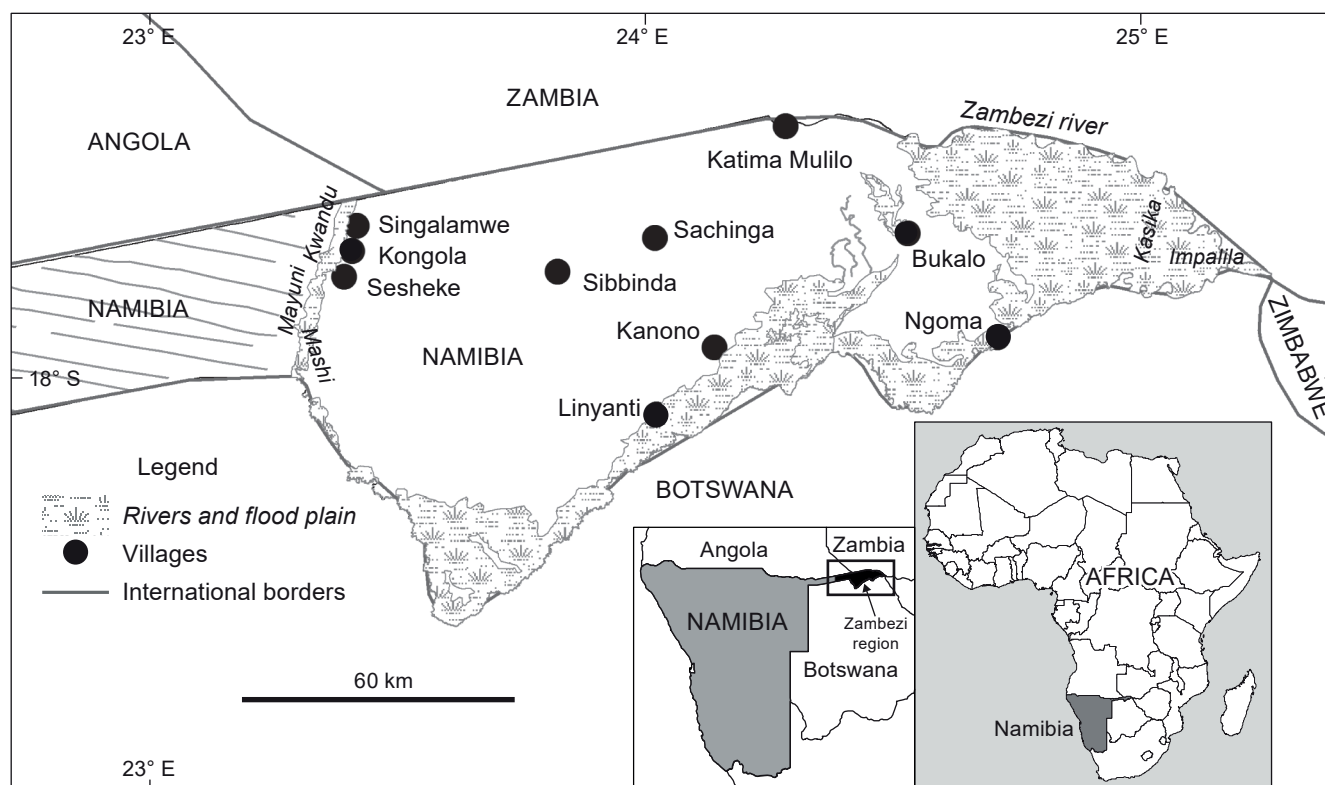 23° E
24° E
25° E
ZAMBIA
Zambezi river
ANGOLA
Katima Mulilo
Kwandu
Singalamwe
Sachinga
Kasika
Kongola
Bukalo
Impalila
Sesheke
Sibbinda
Mayuni
NAMIBIA
Ngoma
Kanono
ZIMBABWE
Mashi
NAMIBIA
18° S
Linyanti
Legend
BOTSWANA
Rivers and flood plain
Villages
International borders
Angola
Zambia
AFRICA
NAMIBIA
Zambezi
region
Botswana
60 km
Namibia
23° E